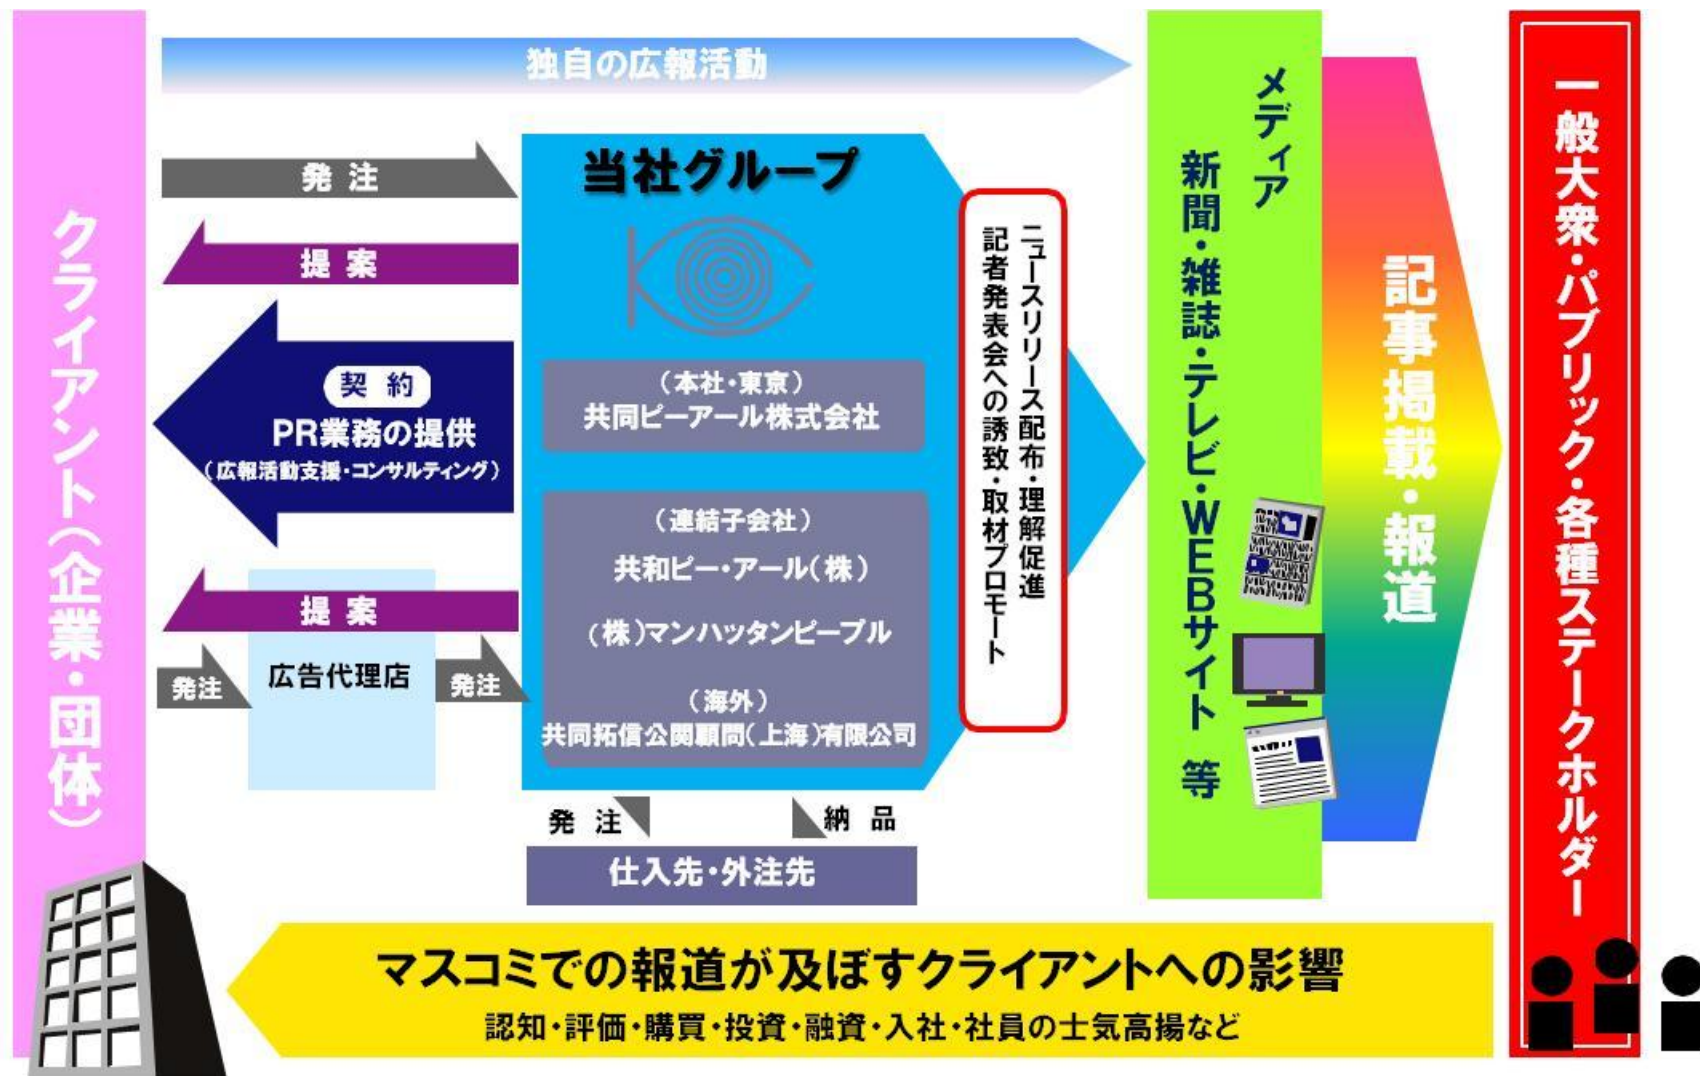 クライアント（企業・団体）
独自の広報活動
発 注
提 案
契 約
PR業務の提供
（広報活動支援・コンサルティング）
提 案
発注
広告代理店
発注
当社グループ
（本社・東京）
共同ピーアール株式会社
（連結子会社）
共和ピー・アール（株）
（株）マンハッタンピープル
（海外）
共同拓信公関顧問（上海）有限公司
ニュースリリース配布・理解促進
記者発表会への誘致・取材プロモート
発 注
納 品
仕入先・外注先
メディア
新聞・雑誌・テレビ・WEBサイト 等
記事掲載・報道
一般大衆・パブリック・各種ステークホルダー
マスコミでの報道が及ぼすクライアントへの影響
認知・評価・購買・投資・融資・入社・社員の士気高揚など